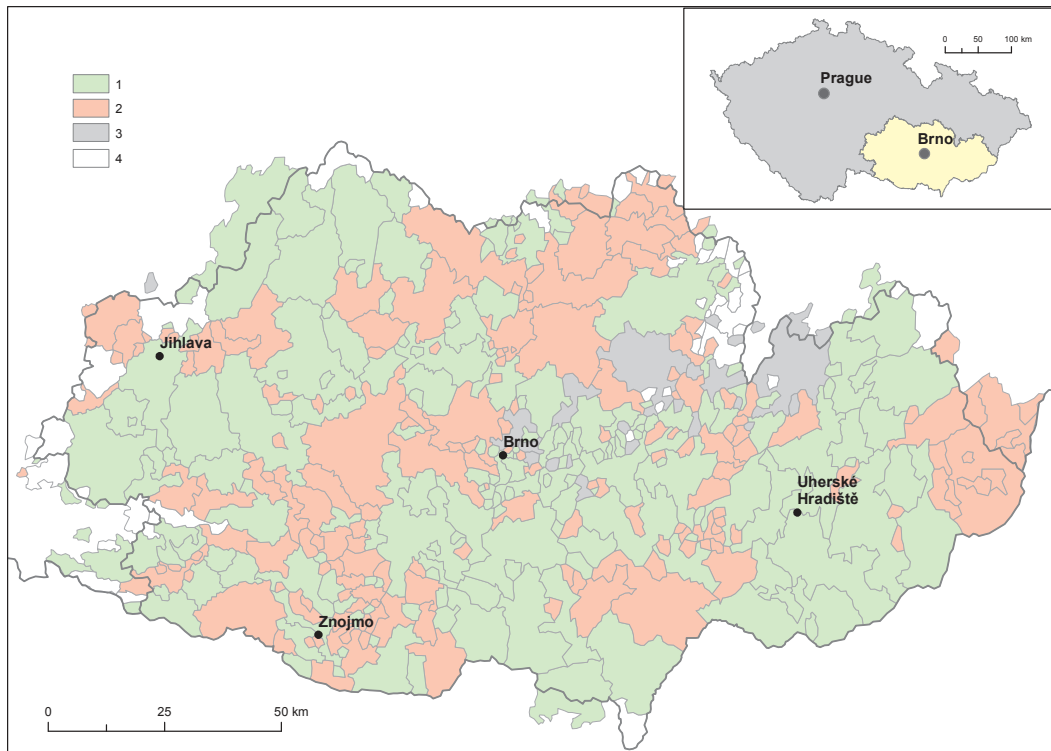 0 50 100 km
Prague
Brno
1
2
3
4
Jihlava
Brno
Uherské
Hradiště
Znojmo
0 25 50 km